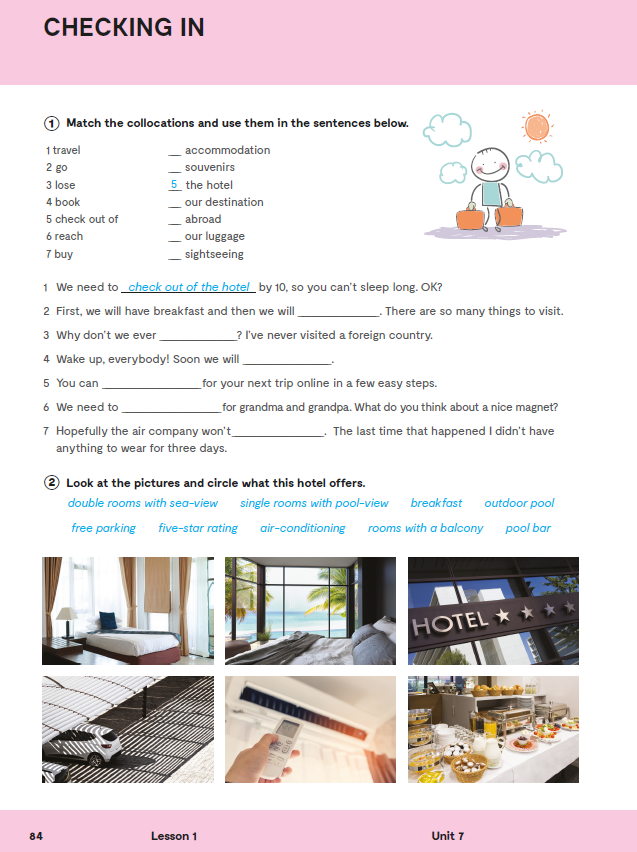 CHECKING IN
1 Match the collocations and use them in the sentences below.
1 travel __ accommodation
2 go __ souvenirs
3 lose 5 the hotel
4 book __ our destination
5 check out of __ abroad
6 reach __ our luggage
7 buy __ sightseeing
1 We need to check out of the hotel by 10, so you can't sleep long. OK?
2 First, we will have breakfast and then we will ____________. There are so many things to visit.
3 Why don't we ever ____________? I've never visited a foreign country.
4 Wake up, everybody! Soon we will ______________.
5 You can ________________for your next trip online in a few easy steps.
6 We need to ________________for grandma and grandpa. What do you think about a nice magnet?
7 Hopefully the air company won't______________. The last time that happened I didn't have
anything to wear for three days.
2 Look at the pictures and circle what this hotel offers.
double rooms with sea-view single rooms with pool-view breakfast outdoor pool
free parking five-star rating air-conditioning rooms with a balcony pool bar
HOTEL ★ ★ ★ ★
84 Lesson 1 Unit 7